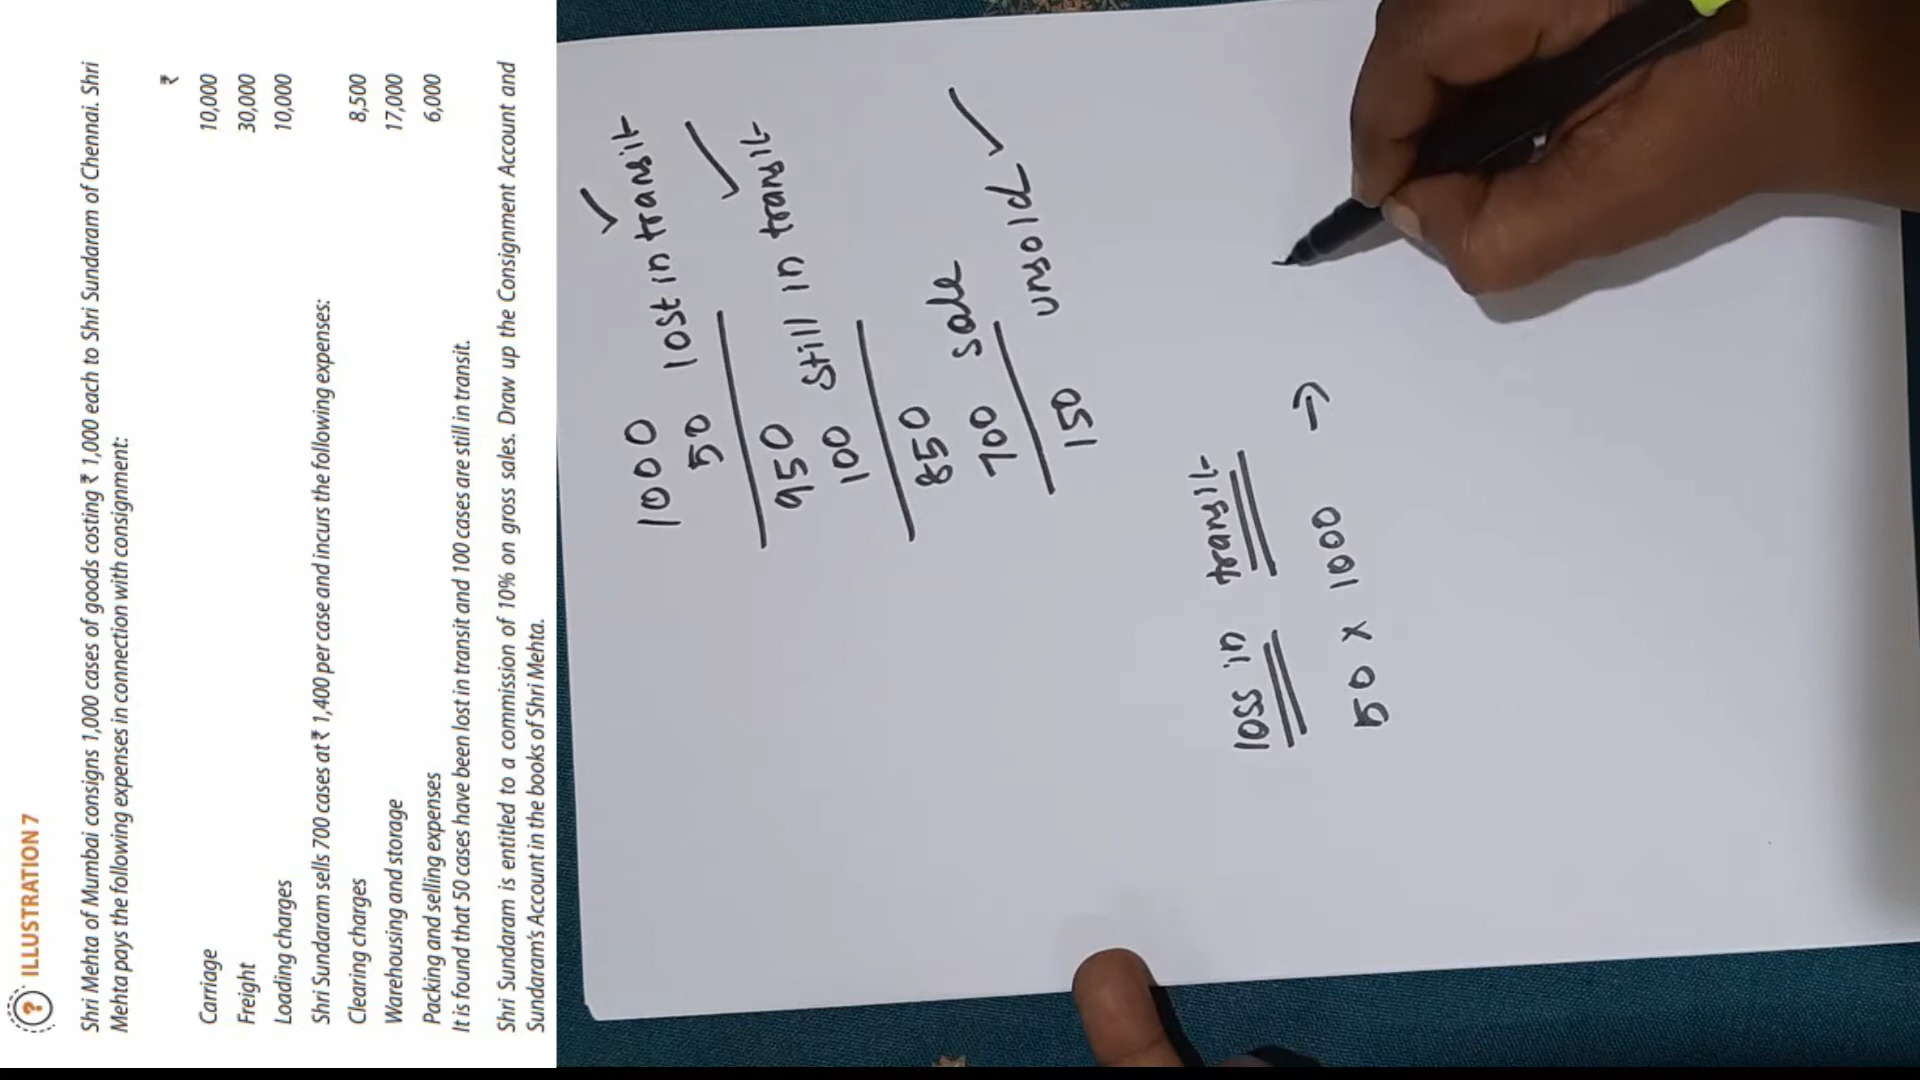 ? ILLUSTRATION 7
Shri Mehta of Mumbai consigns 1,000 cases of goods costing ₹ 1,000 each to Shri Sundaram of Chennai. Shri
Mehta pays the following expenses in connection with consignment:
₹
Carriage 10,000
Freight 30,000
Loading charges 10,000
Shri Sundaram sells 700 cases at ₹ 1,400 per case and incurs the following expenses:
Clearing charges 8,500
Warehousing and storage 17,000
Packing and selling expenses 6,000
It is found that 50 cases have been lost in transit and 100 cases are still in transit.
Shri Sundaram is entitled to a commission of 10% on gross sales. Draw up the Consignment Account and
Sundaram's Account in the books of Shri Mehta.
1000
50 lost in transit ✓
950
100 still in transit ✓
850
700 sale
150 unsold ✓
loss in transit
50 x 1000 →